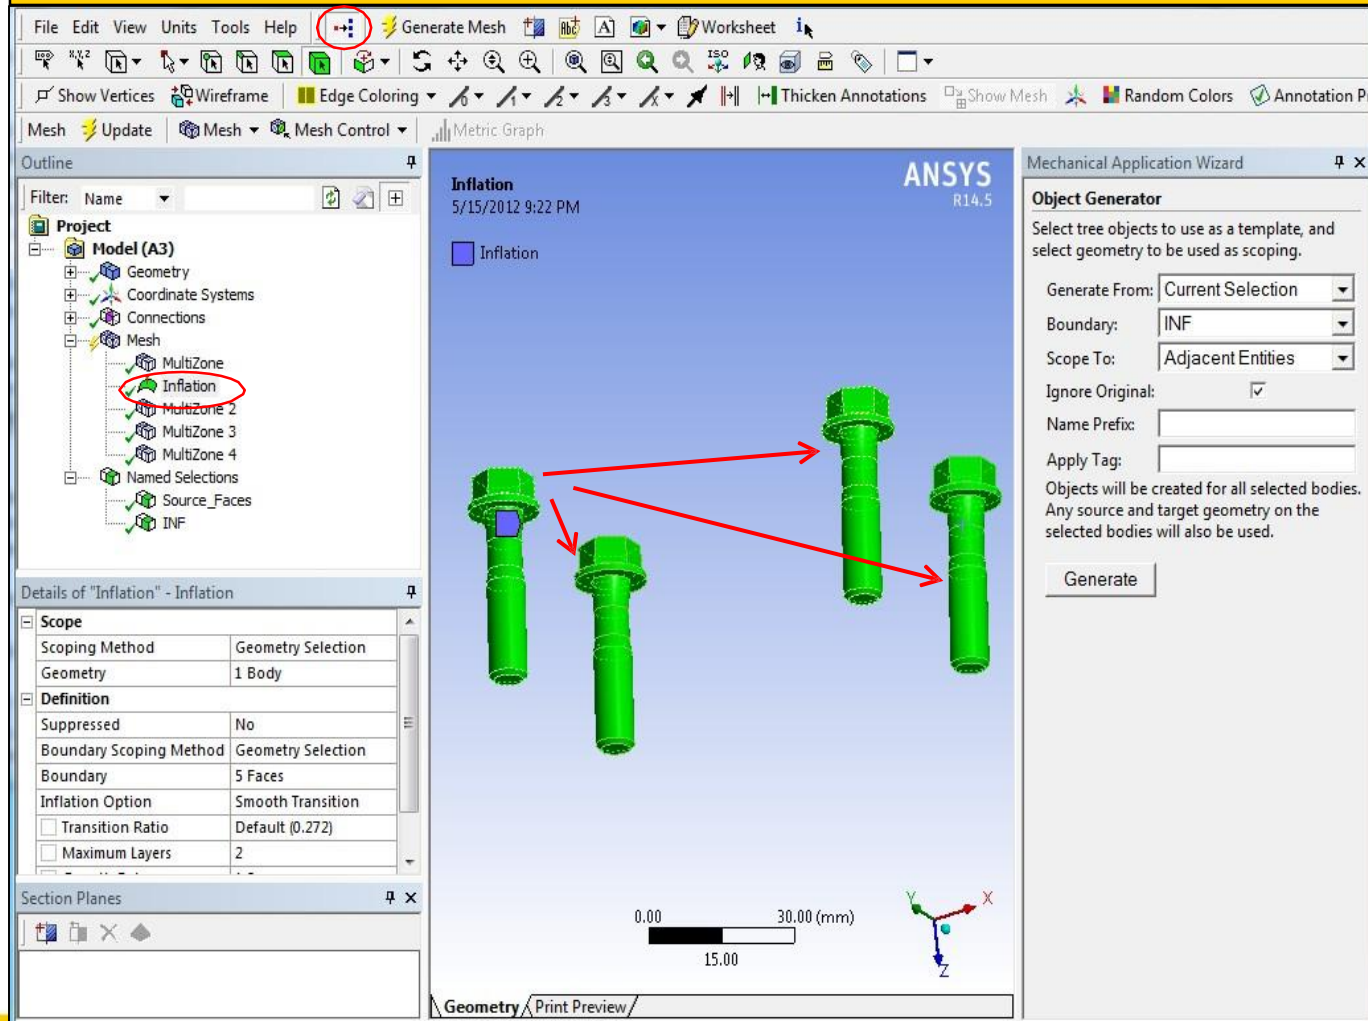 File Edit View Units Tools Help Generate Mesh Abc A Worksheet i
x,y,z ISO
Show Vertices Wireframe Edge Coloring Thicken Annotations Show Mesh Random Colors Annotation P
Mesh Update Mesh Mesh Control Metric Graph
Outline
Filter: Name
Project
Model (A3)
Geometry
Coordinate Systems
Connections
Mesh
MultiZone
Inflation
MultiZone 2
MultiZone 3
MultiZone 4
Named Selections
Source_Faces
INF
Details of "Inflation" - Inflation
Scope
Scoping Method Geometry Selection
Geometry 1 Body
Definition
Suppressed No
Boundary Scoping Method Geometry Selection
Boundary 5 Faces
Inflation Option Smooth Transition
Transition Ratio Default (0.272)
Maximum Layers 2
Section Planes
Inflation
5/15/2012 9:22 PM
Inflation
ANSYS
R14.5
0.00 30.00 (mm)
15.00
Y X
Z
Geometry Print Preview
Mechanical Application Wizard
Object Generator
Select tree objects to use as a template, and
select geometry to be used as scoping.
Generate From: Current Selection
Boundary: INF
Scope To: Adjacent Entities
Ignore Original:
Name Prefix:
Apply Tag:
Objects will be created for all selected bodies.
Any source and target geometry on the
selected bodies will also be used.
Generate